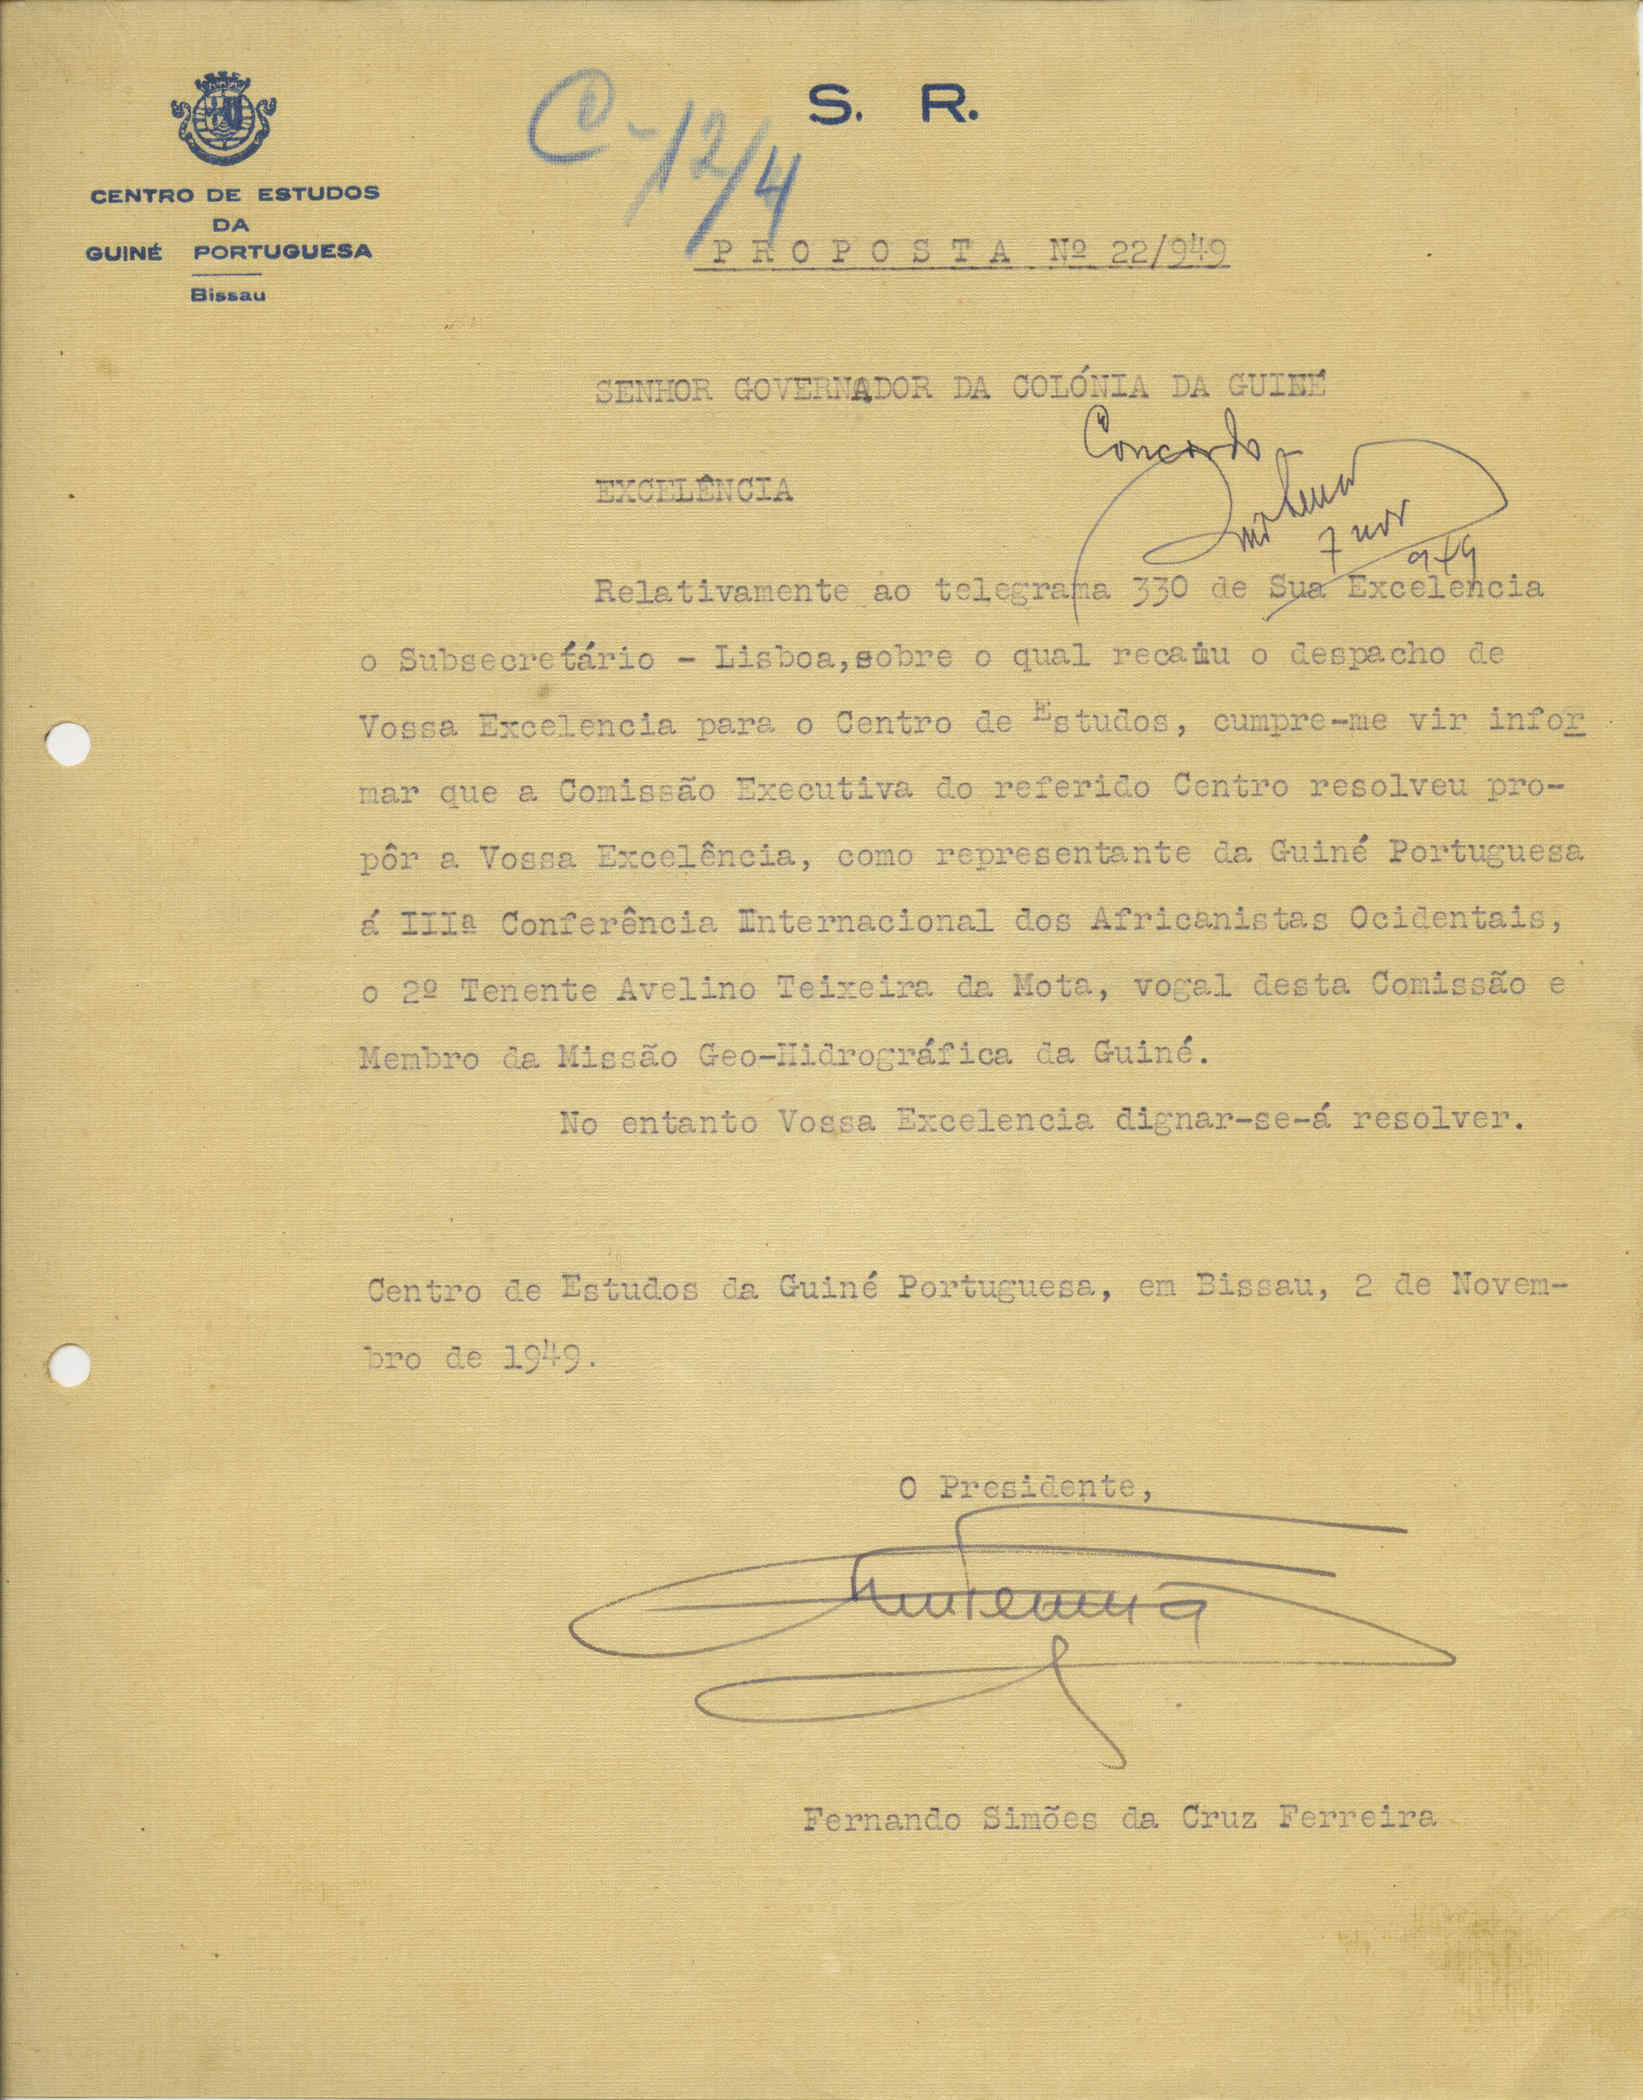 S. R.
C-12/4
CENTRO DE ESTUDOS
DA
GUINÉ PORTUGUESA
Bissau
PROPOSTA Nº 22/949
SENHOR GOVERNADOR DA COLÓNIA DA GUINÉ
Concordo
7 nov
949
EXCELÊNCIA
Relativamente ao telegrama 330 de Sua Excelencia
o Subsecretário - Lisboa, sobre o qual recaiu o despacho de
Vossa Excelencia para o Centro de Estudos, cumpre-me vir infor
mar que a Comissão Executiva do referido Centro resolveu pro-
pôr a Vossa Excelência, como representante da Guiné Portuguesa
á IIIª Conferência Internacional dos Africanistas Ocidentais,
o 2º Tenente Avelino Teixeira da Mota, vogal desta Comissão e
Membro da Missão Geo-Hidrográfica da Guiné.
No entanto Vossa Excelencia dignar-se-á resolver.
Centro de Estudos da Guiné Portuguesa, em Bissau, 2 de Novem-
bro de 1949.
O Presidente,
Fernando Simões da Cruz Ferreira